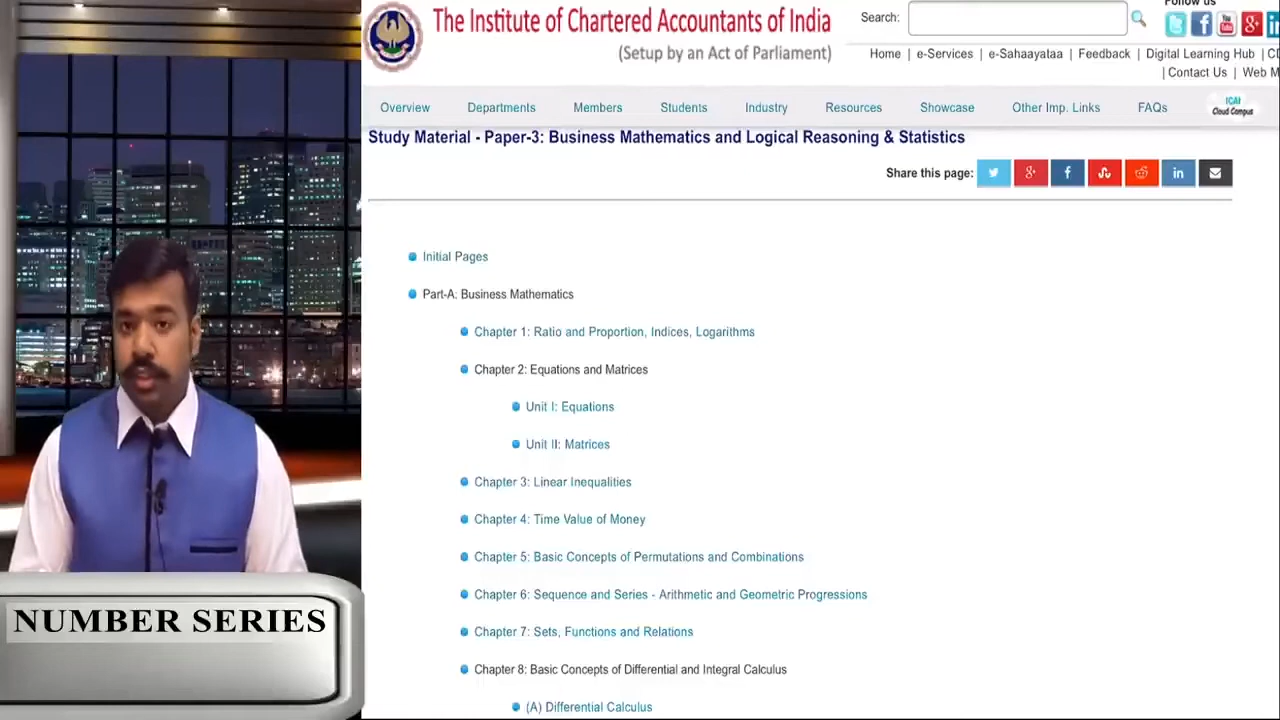 The Institute of Chartered Accountants of India
(Setup by an Act of Parliament)
Search:
Follow us
Home | e-Services | e-Sahaayataa | Feedback | Digital Learning Hub |
| Contact Us | Web M
Overview Departments Members Students Industry Resources Showcase Other Imp. Links FAQs
ICAI
Cloud Campus
Study Material - Paper-3: Business Mathematics and Logical Reasoning & Statistics
Share this page:
Initial Pages
Part-A: Business Mathematics
Chapter 1: Ratio and Proportion, Indices, Logarithms
Chapter 2: Equations and Matrices
Unit I: Equations
Unit II: Matrices
Chapter 3: Linear Inequalities
Chapter 4: Time Value of Money
Chapter 5: Basic Concepts of Permutations and Combinations
Chapter 6: Sequence and Series - Arithmetic and Geometric Progressions
Chapter 7: Sets, Functions and Relations
Chapter 8: Basic Concepts of Differential and Integral Calculus
(A) Differential Calculus
NUMBER SERIES